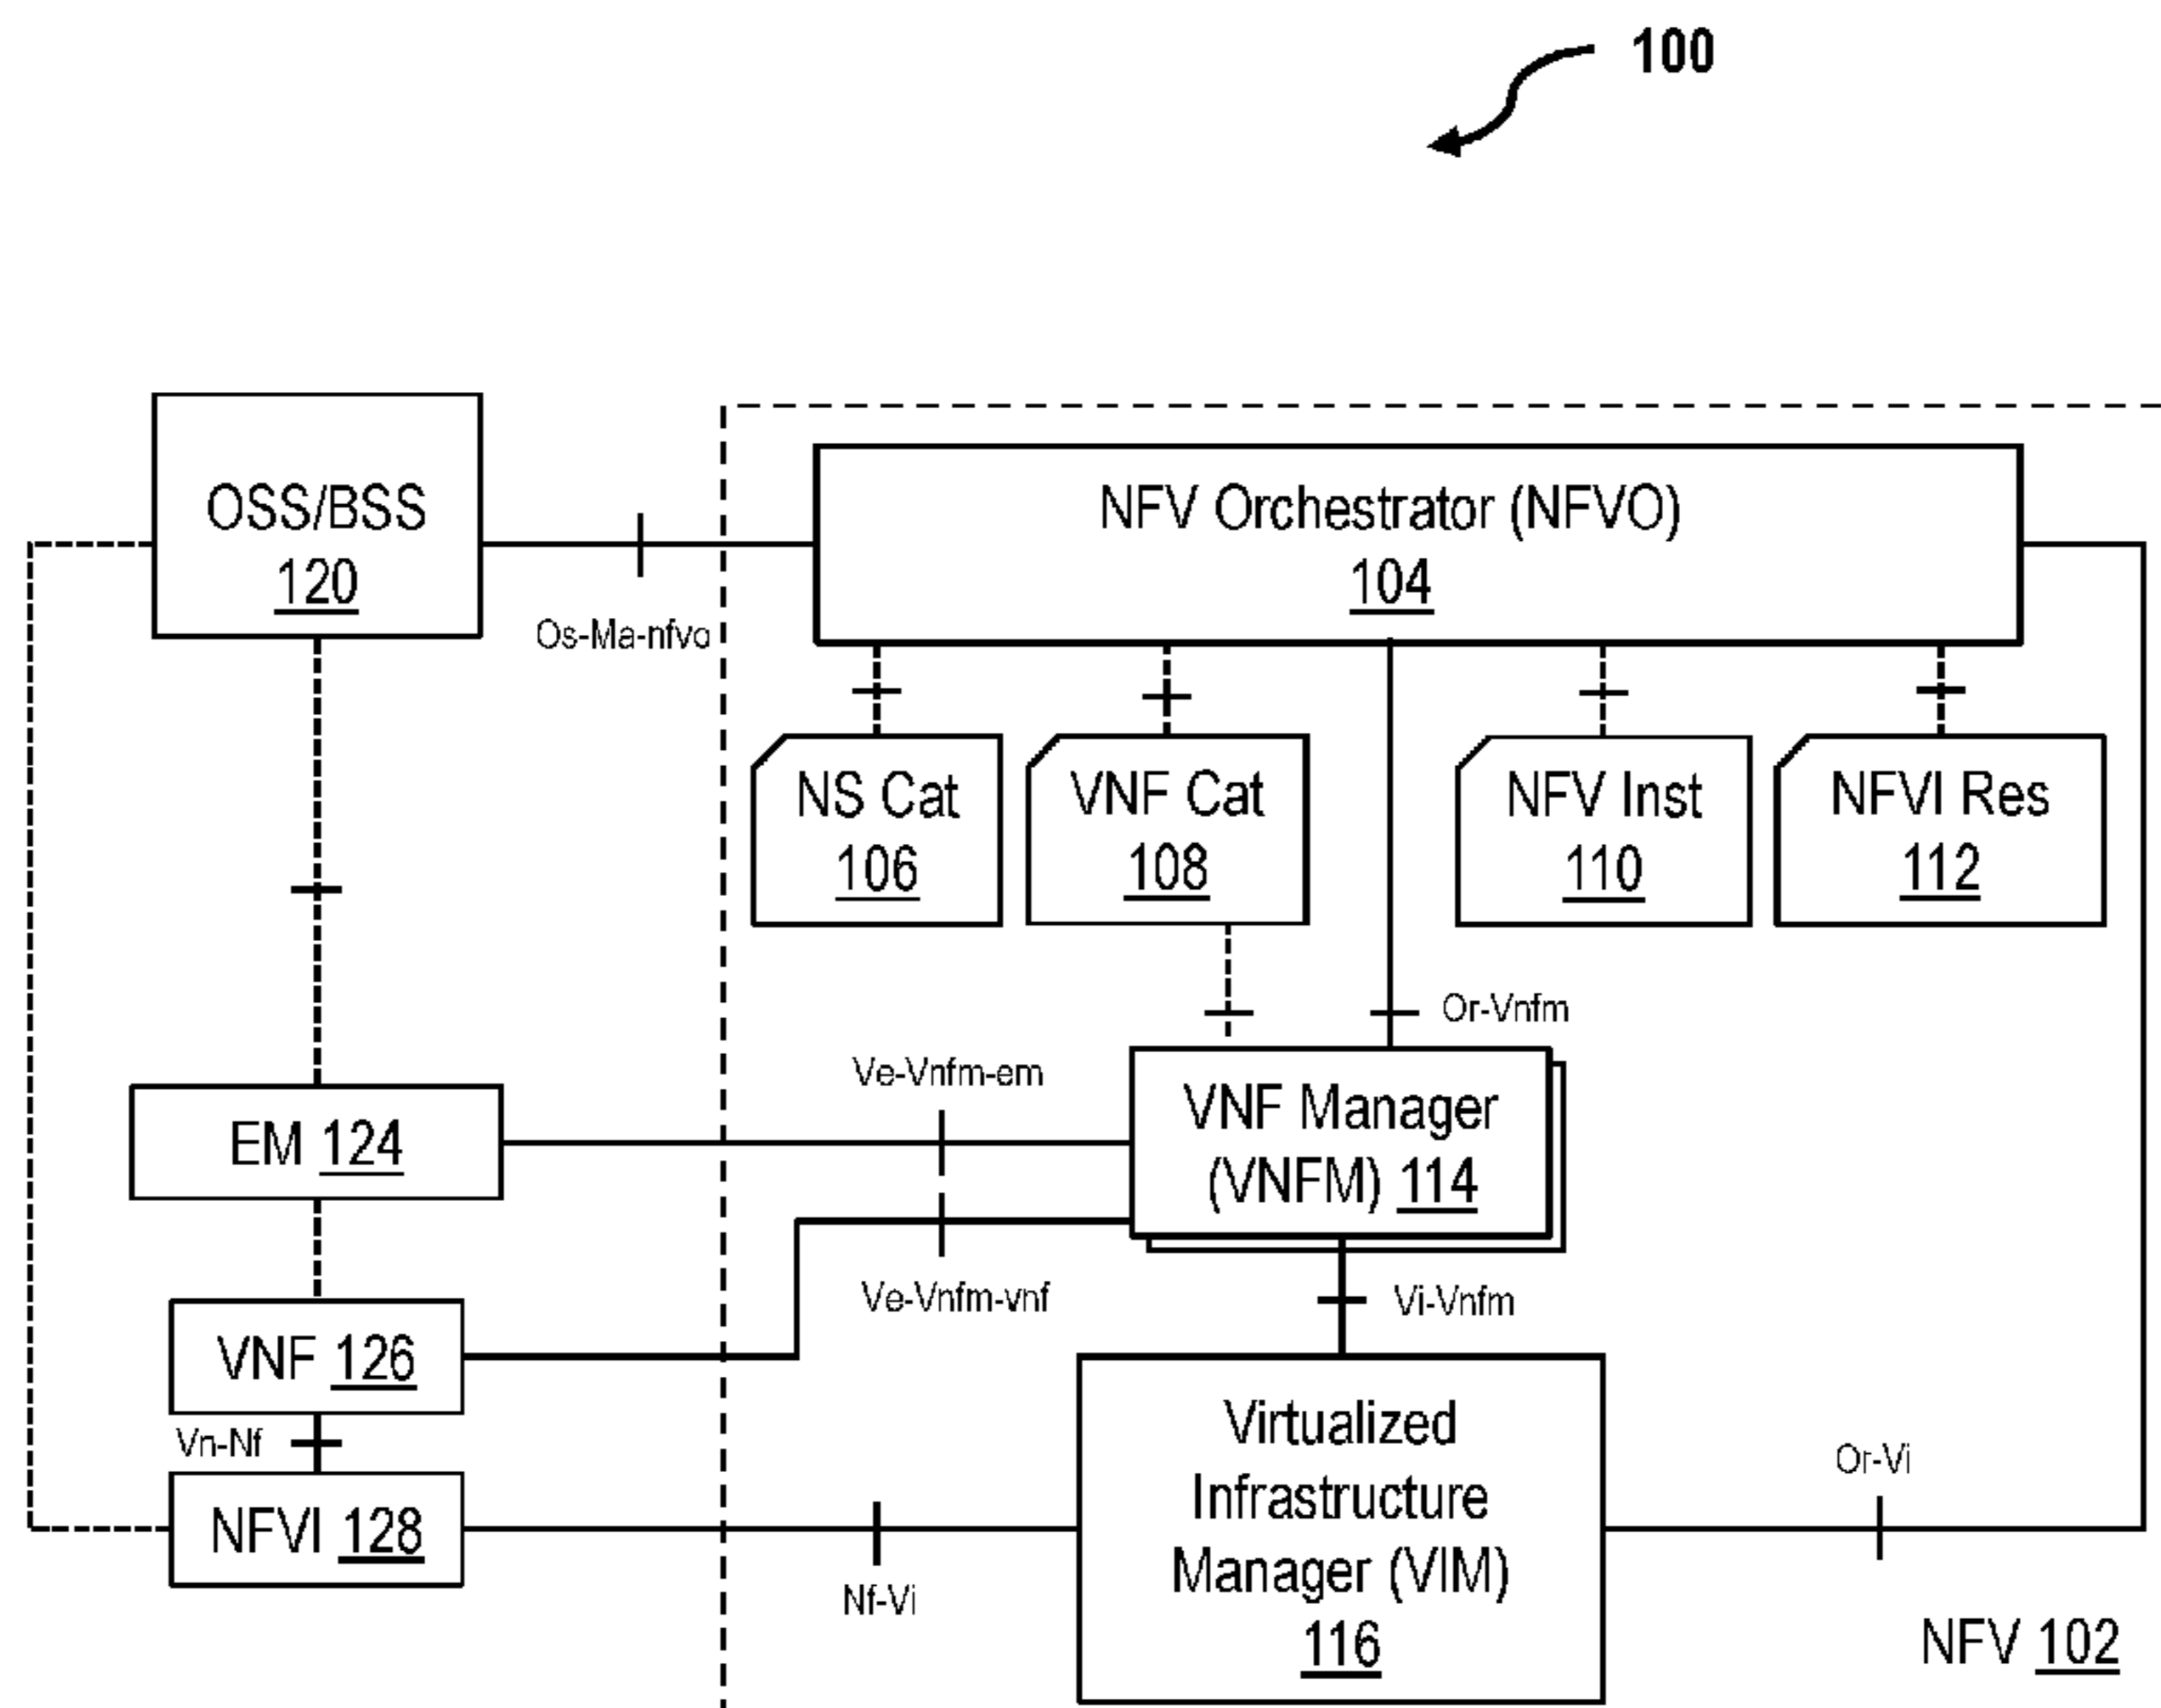 100
OSS/BSS
120
Os-Ma-nfvo
NFV Orchestrator (NFVO)
104
NS Cat
106
VNF Cat
108
NFV Inst
110
NFVI Res
112
Or-Vnfm
Ve-Vnfm-em
EM 124
VNF Manager
(VNFM) 114
Ve-Vnfm-vnf
Vi-Vnfm
VNF 126
Vn-Nf
NFVI 128
Nf-Vi
Virtualized
Infrastructure
Manager (VIM)
116
Or-Vi
NFV 102